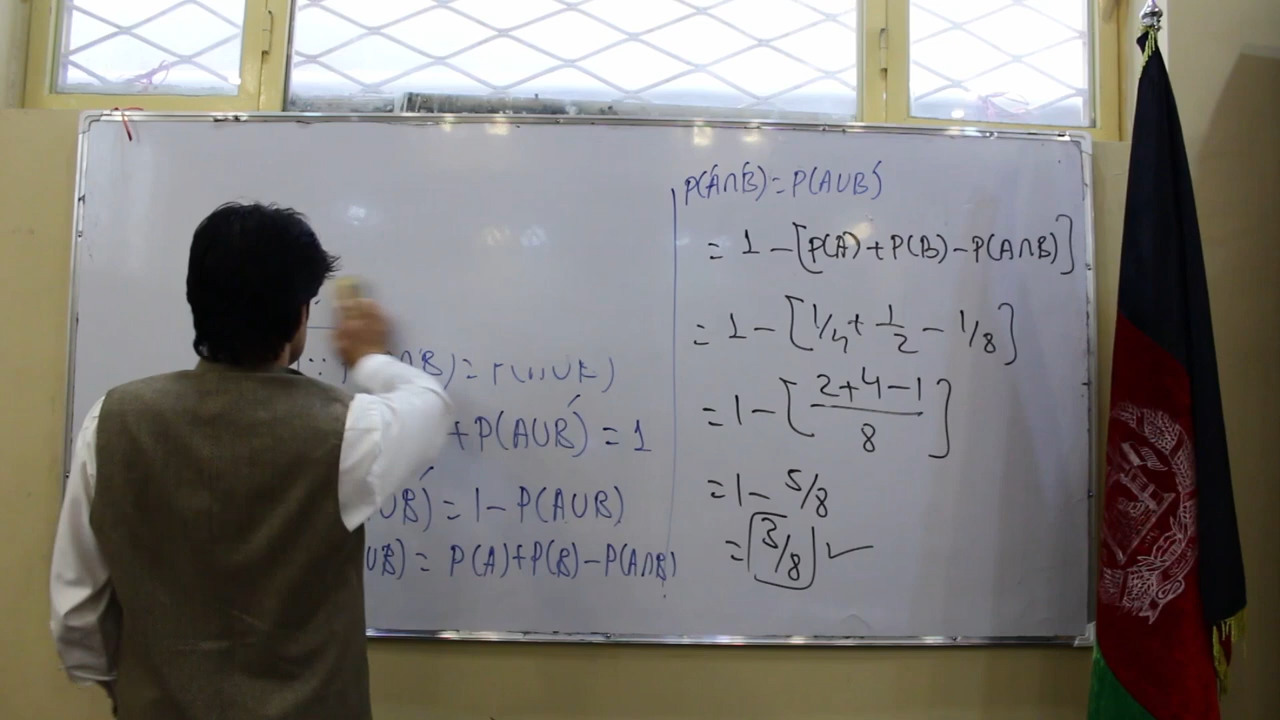 ∩B) =
+P(A∪B)́ = 1
∪B)́ = 1 − P(A∪B)
∪B) = P(A)+P(B)−P(A∩B)
P(Á∩B́) = P(A∪B)́
= 1 − [P(A)+P(B)−P(A∩B)]
= 1 − [1/4 + 1/2 − 1/8]
= 1 − [(2+4−1)/8]
= 1 − 5/8
= 3/8 ✓